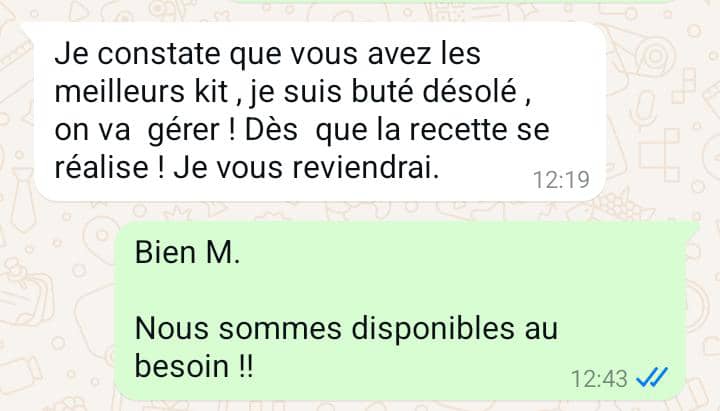 Je constate que vous avez les
meilleurs kit , je suis buté désolé ,
on va  gérer ! Dès  que la recette se
réalise ! Je vous reviendrai.
12:19
Bien M.
Nous sommes disponibles au
besoin !!
12:43